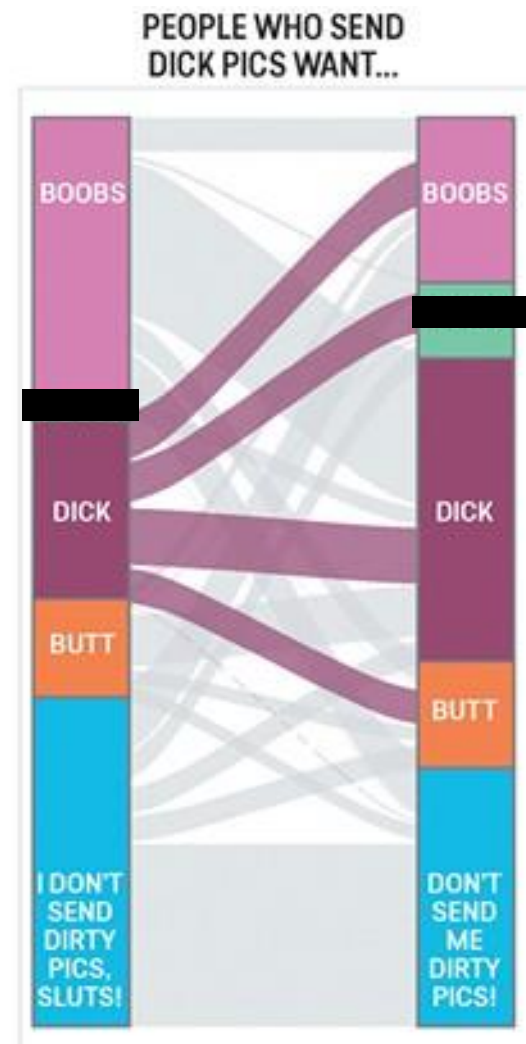 PEOPLE WHO SEND
DICK PICS WANT...
BOOBS
BOOBS
DICK
DICK
BUTT
BUTT
I DON'T
SEND
DIRTY
PICS,
SLUTS!
DON'T
SEND
ME
DIRTY
PICS!